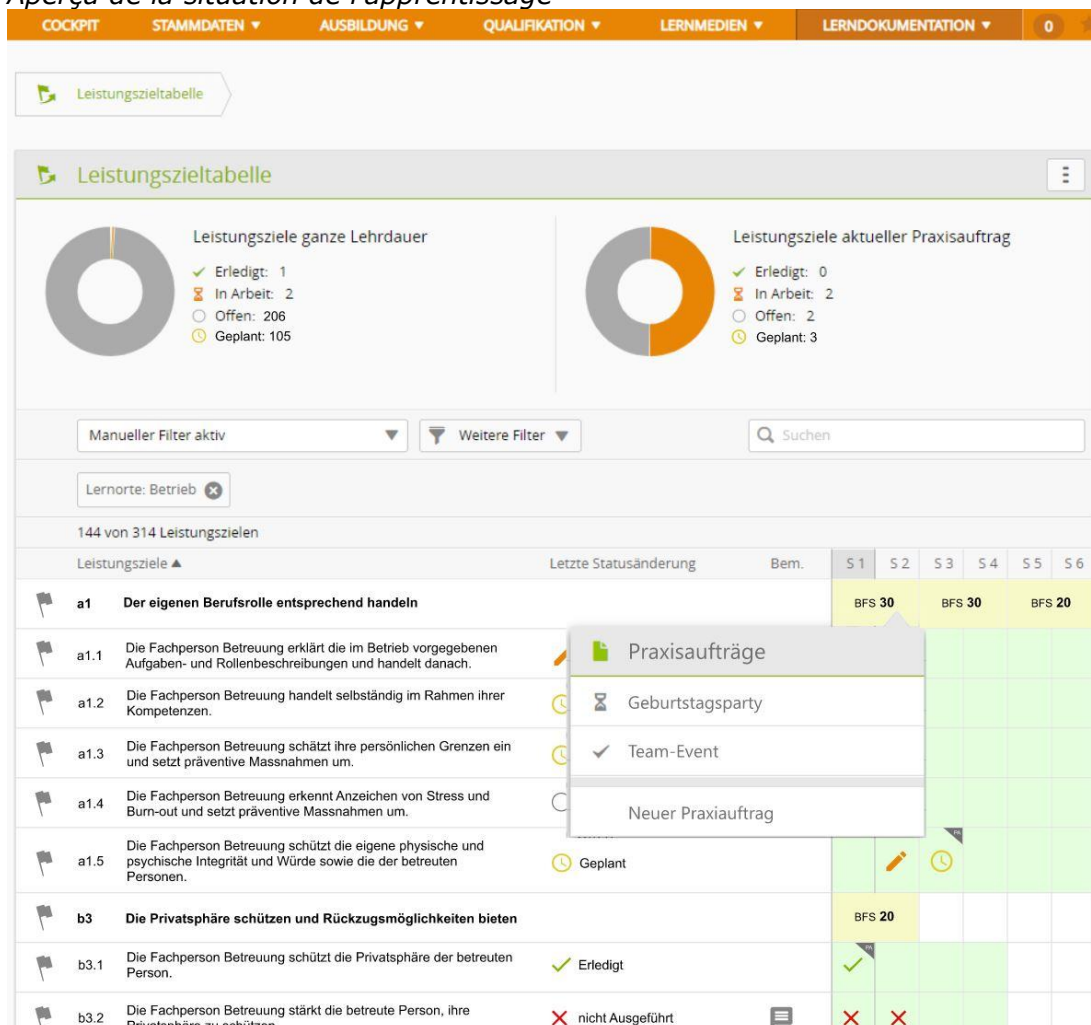 Aperçu de la situation de l'apprentissage
COCKPIT STAMMDATEN AUSBILDUNG QUALIFIKATION LERNMEDIEN LERNDOKUMENTATION 0
Leistungszieltabelle
Leistungszieltabelle
Leistungsziele ganze Lehrdauer
Erledigt: 1
In Arbeit: 2
Offen: 206
Geplant: 105
Leistungsziele aktueller Praxisauftrag
Erledigt: 0
In Arbeit: 2
Offen: 2
Geplant: 3
Manueller Filter aktiv Weitere Filter Suchen
Lernorte: Betrieb
144 von 314 Leistungszielen
Leistungsziele Letzte Statusänderung Bem. S 1 S 2 S 3 S 4 S 5 S 6
a1 Der eigenen Berufsrolle entsprechend handeln BFS 30 BFS 30 BFS 20
a1.1 Die Fachperson Betreuung erklärt die im Betrieb vorgegebenen
Aufgaben- und Rollenbeschreibungen und handelt danach.
a1.2 Die Fachperson Betreuung handelt selbständig im Rahmen ihrer
Kompetenzen.
a1.3 Die Fachperson Betreuung schätzt ihre persönlichen Grenzen ein
und setzt präventive Massnahmen um.
a1.4 Die Fachperson Betreuung erkennt Anzeichen von Stress und
Burn-out und setzt präventive Massnahmen um.
Praxisaufträge
Geburtstagsparty
Team-Event
Neuer Praxiauftrag
a1.5 Die Fachperson Betreuung schützt die eigene physische und
psychische Integrität und Würde sowie die der betreuten
Personen.
Geplant PA
b3 Die Privatsphäre schützen und Rückzugsmöglichkeiten bieten BFS 20
b3.1 Die Fachperson Betreuung schützt die Privatsphäre der betreuten
Person.
Erledigt PA
b3.2 Die Fachperson Betreuung stärkt die betreute Person, ihre
Privatsphäre zu schützen.
nicht Ausgeführt